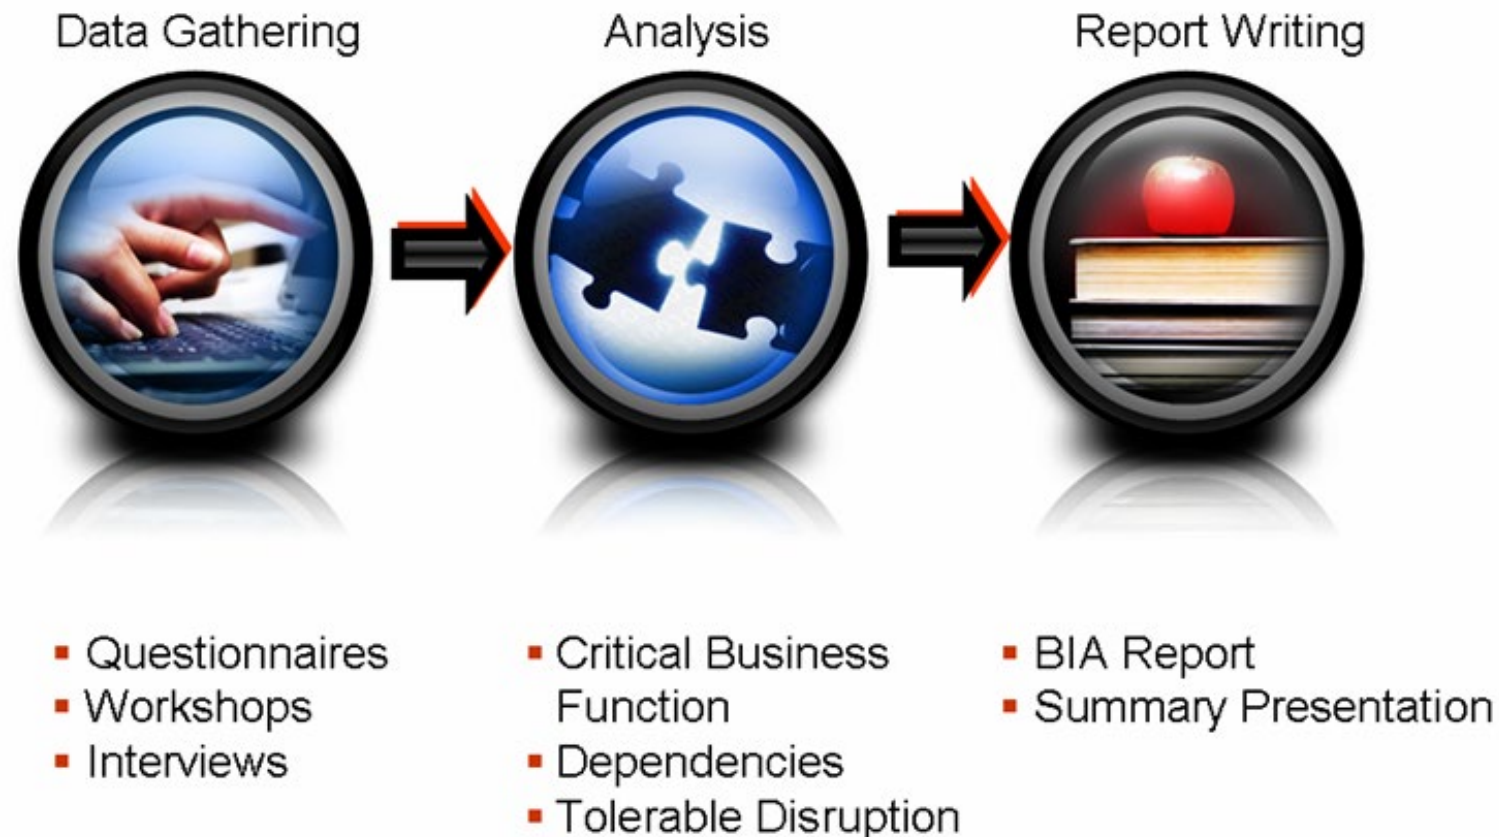 Data Gathering
Analysis
Report Writing
▪ Questionnaires
▪ Workshops
▪ Interviews
▪ Critical Business
Function
▪ Dependencies
▪ Tolerable Disruption
▪ BIA Report
▪ Summary Presentation